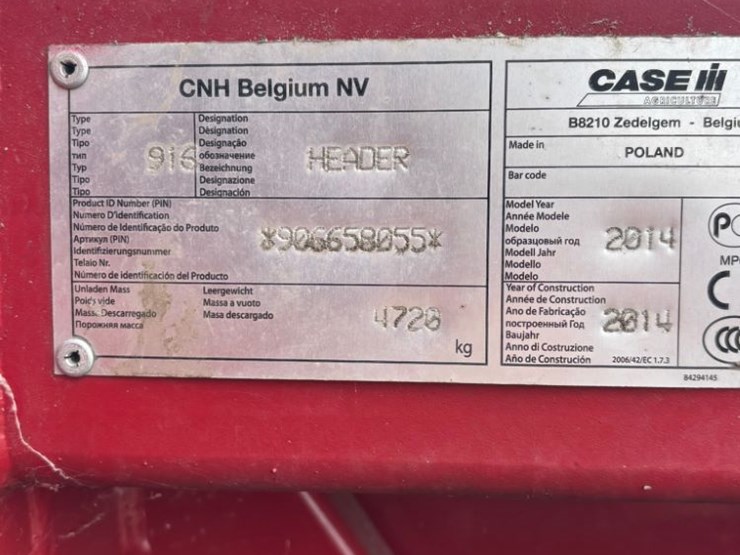 CNH Belgium NV
Type Designation
Type Dèsignation
Tipo Designação
тип обозначение
Typ Bezeichnung
Tipo Designazione
Tipo Designación
916 HEADER
Product ID Number (PIN)
Numero D'identification
Número de Identificação do Produto
Артикул (PIN)
Identifizierungsnummer
Telaio Nr.
Número de identificación del Producto
*906658055*
Unladen Mass Leergewicht
Poids vide Massa a vuoto
Mass. Descarregado Masa descargado
Порожняя масса
4720
kg
CASE IH
AGRICULTURE
B8210 Zedelgem - Belgiu
Made in
POLAND
Bar code
Model Year
Année Modele
Modelo
образцовый год
Modell Jahr
Modello
Modelo
2014
Year of Construction
Année de Construction
Ano de Fabricação
построенный Год
Baujahr
Anno di Costruzione
Año de Construción
2014
2006/42/EC 1.7.3
84294145